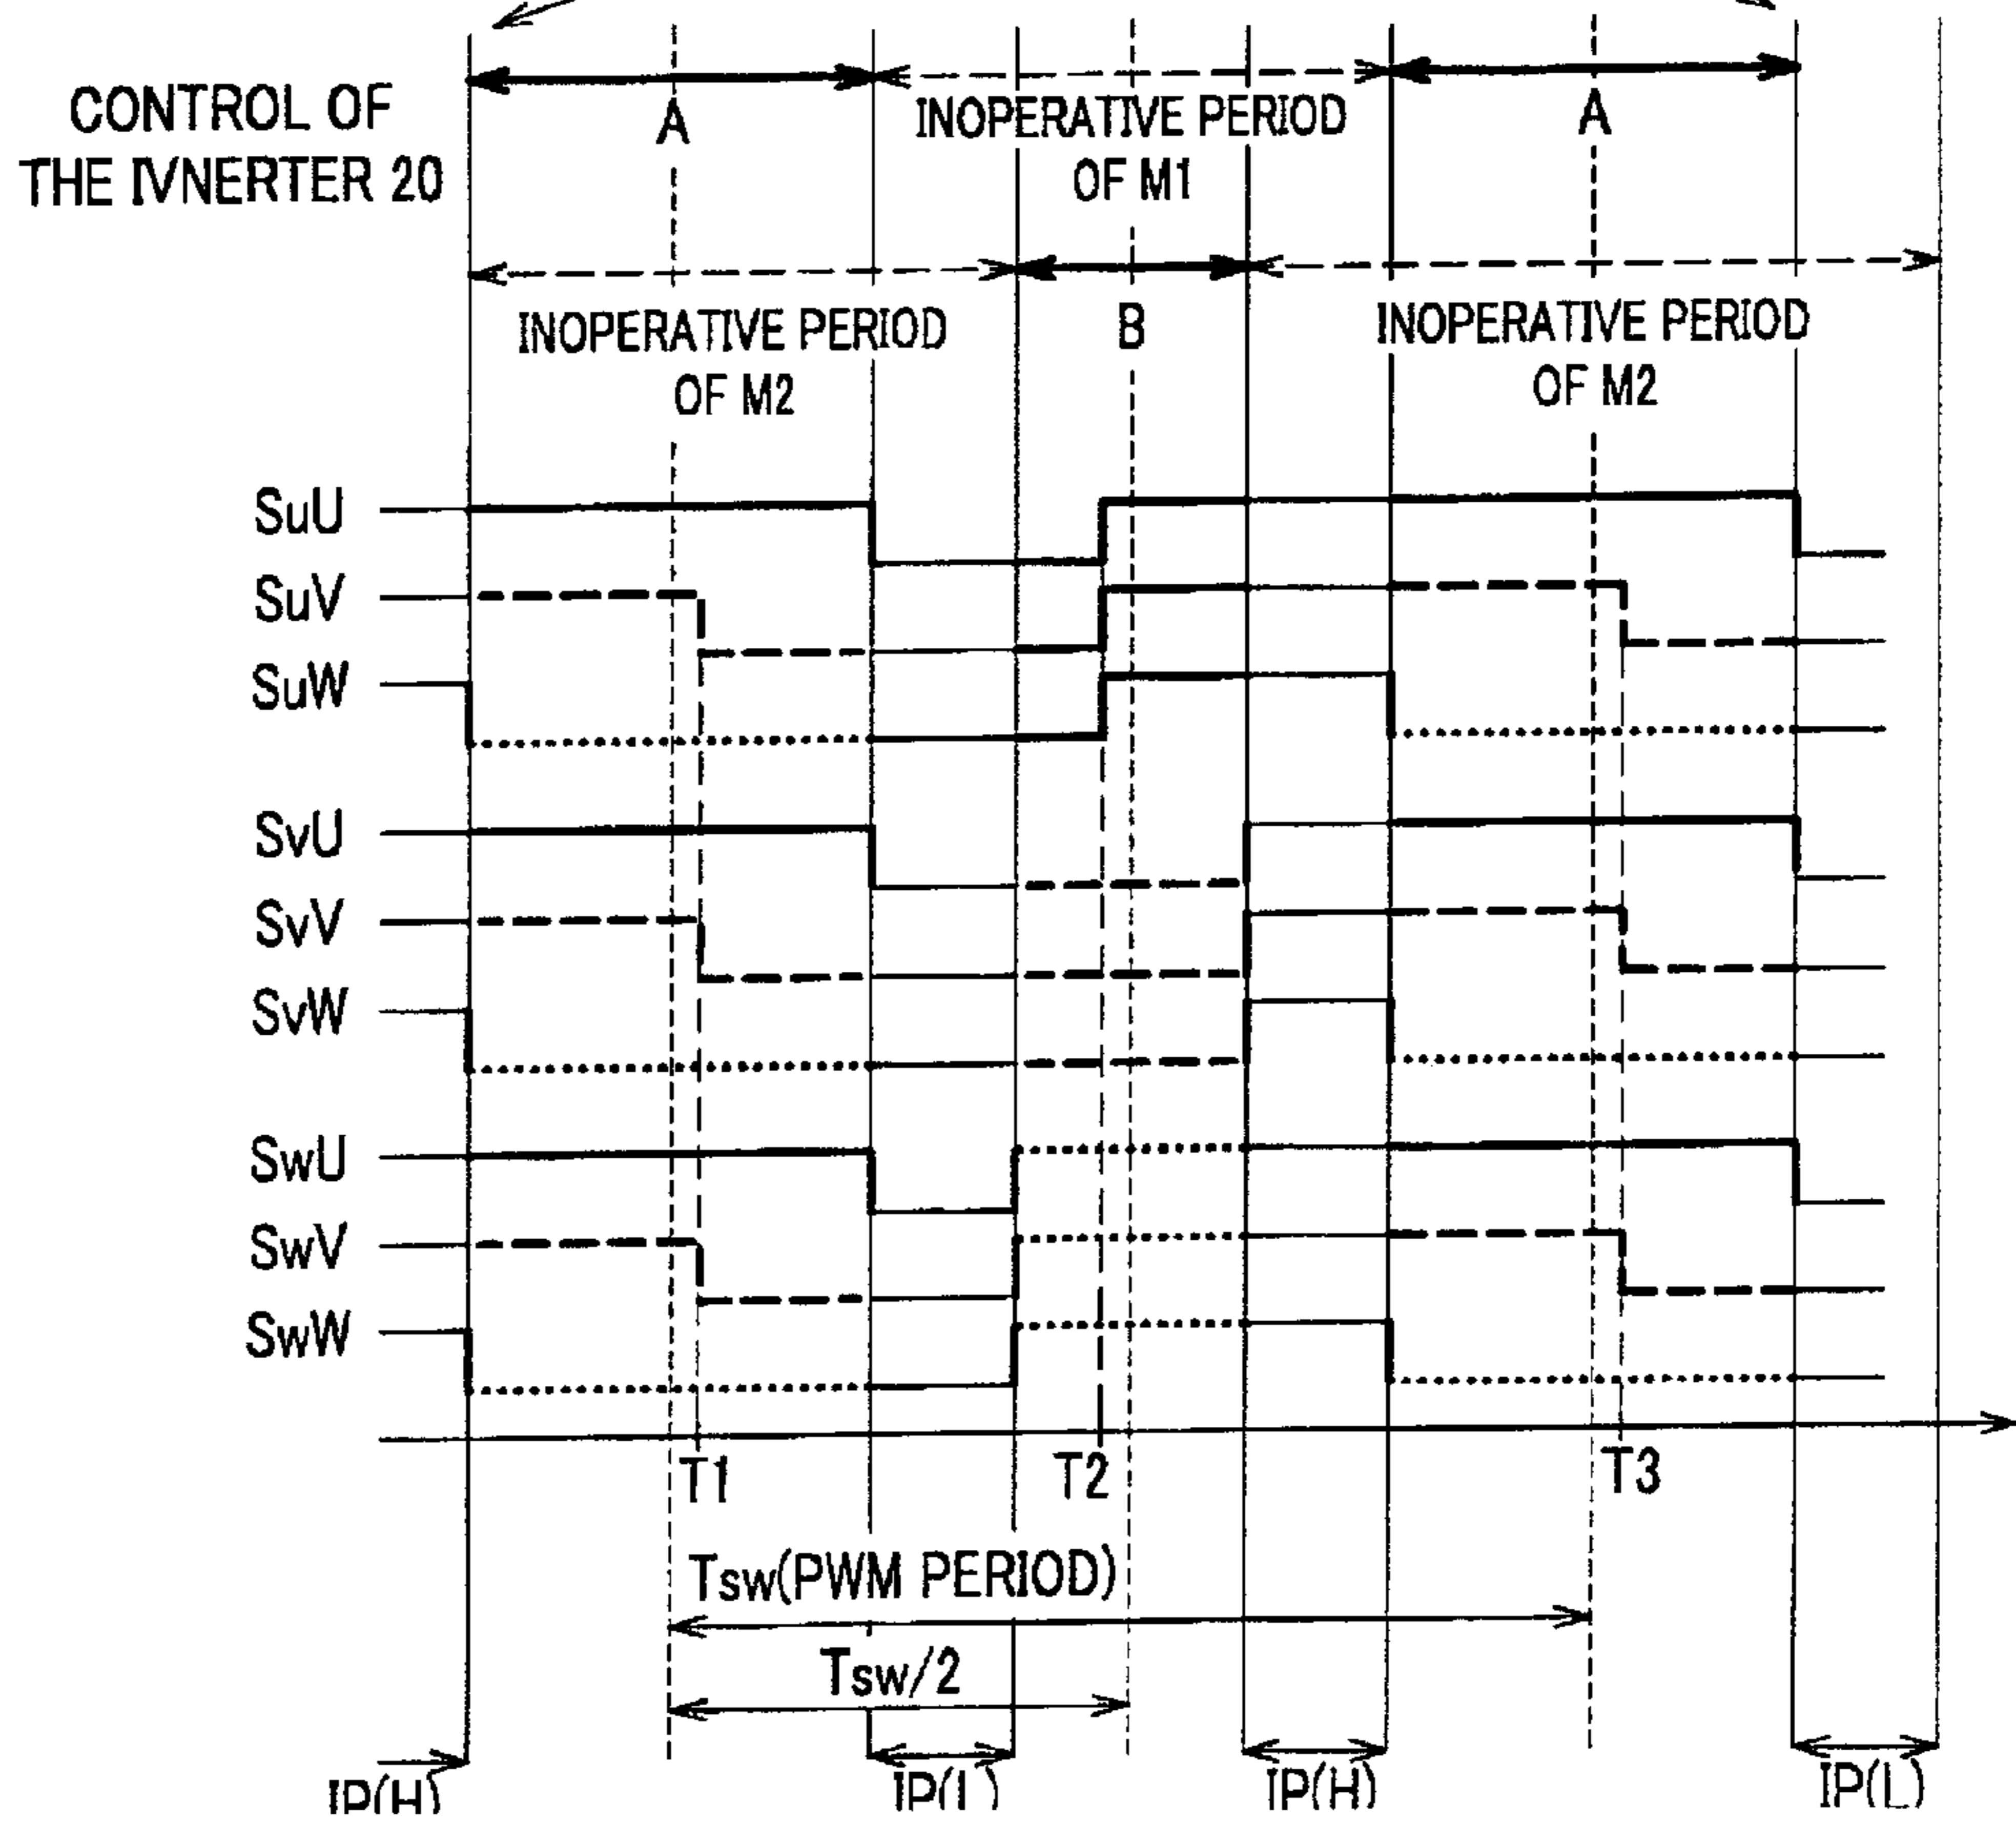 CONTROL OF
THE IVNERTER 20
A
INOPERATIVE PERIOD
OF M1
A
INOPERATIVE PERIOD
OF M2
B
INOPERATIVE PERIOD
OF M2
SuU
SuV
SuW
SvU
SvV
SvW
SwU
SwV
SwW
T1
T2
T3
Tsw(PWM PERIOD)
Tsw/2
IP(H)
IP(L)
IP(H)
IP(L)